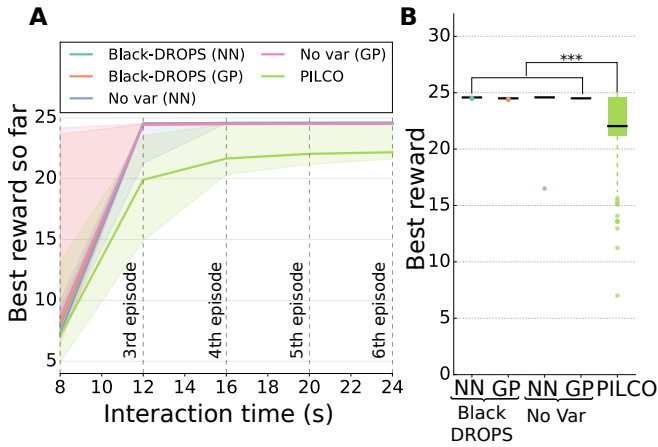 A
Black-DROPS (NN)
Black-DROPS (GP)
No var (NN)
No var (GP)
PILCO
Best reward so far
25
20
15
10
5
3rd episode
4th episode
5th episode
6th episode
8 10 12 14 16 18 20 22 24
Interaction time (s)
B
Best reward
30
25
20
15
10
5
0
***
NN GP NN GP PILCO
Black
DROPS
No Var